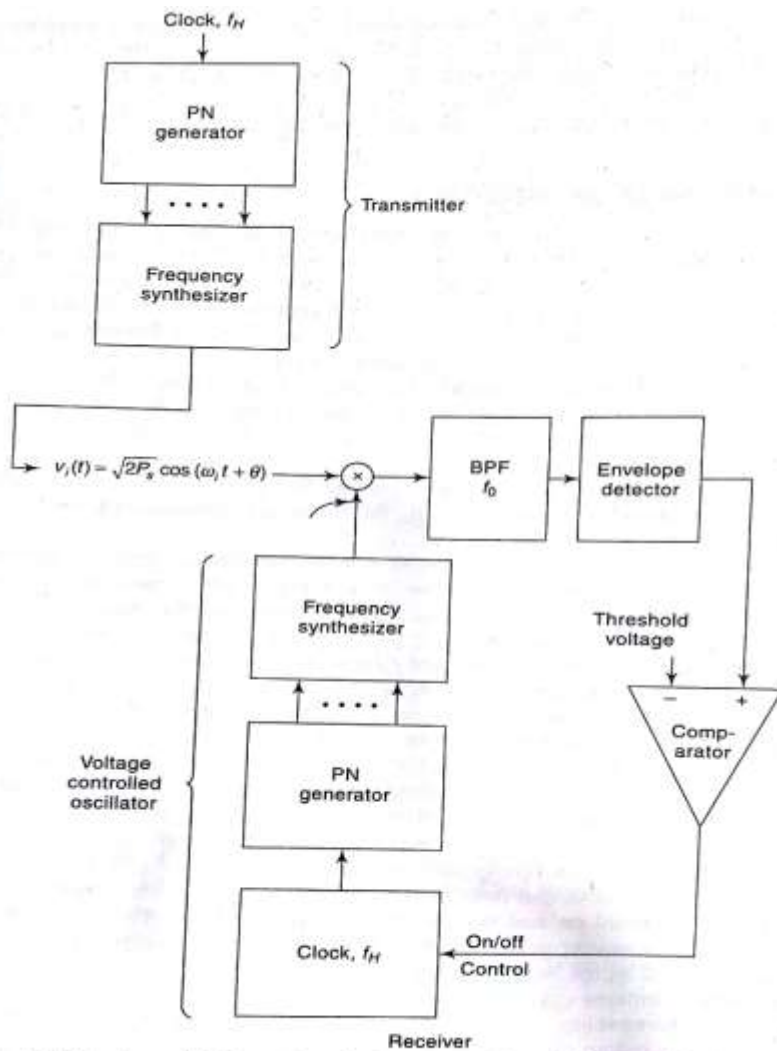 Clock, f_H
PN
generator
Transmitter
Frequency
synthesizer
v_i(t) = √2P_s cos (ω_i t + θ)
×
BPF
f_0
Envelope
detector
Frequency
synthesizer
Threshold
voltage
− +
Comp-
arator
Voltage
controlled
oscillator
PN
generator
Clock, f_H
On/off
Control
Receiver